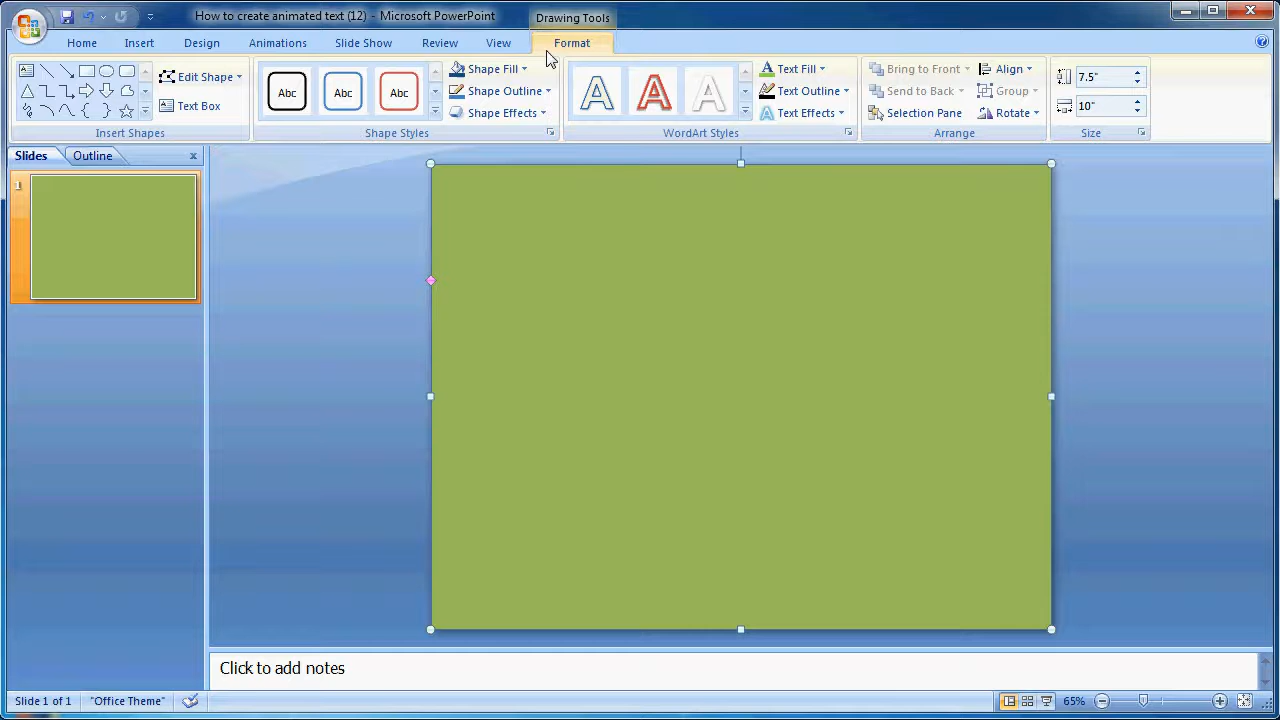 How to create animated text (12) - Microsoft PowerPoint
Drawing Tools
Home Insert Design Animations Slide Show Review View Format
Edit Shape
Text Box
Insert Shapes
Abc Abc Abc
Shape Fill
Shape Outline
Shape Effects
Shape Styles
A A A
Text Fill
Text Outline
Text Effects
WordArt Styles
Bring to Front
Send to Back
Selection Pane
Align
Group
Rotate
Arrange
7.5"
10"
Size
Slides Outline
1
Click to add notes
Slide 1 of 1 "Office Theme" 65%